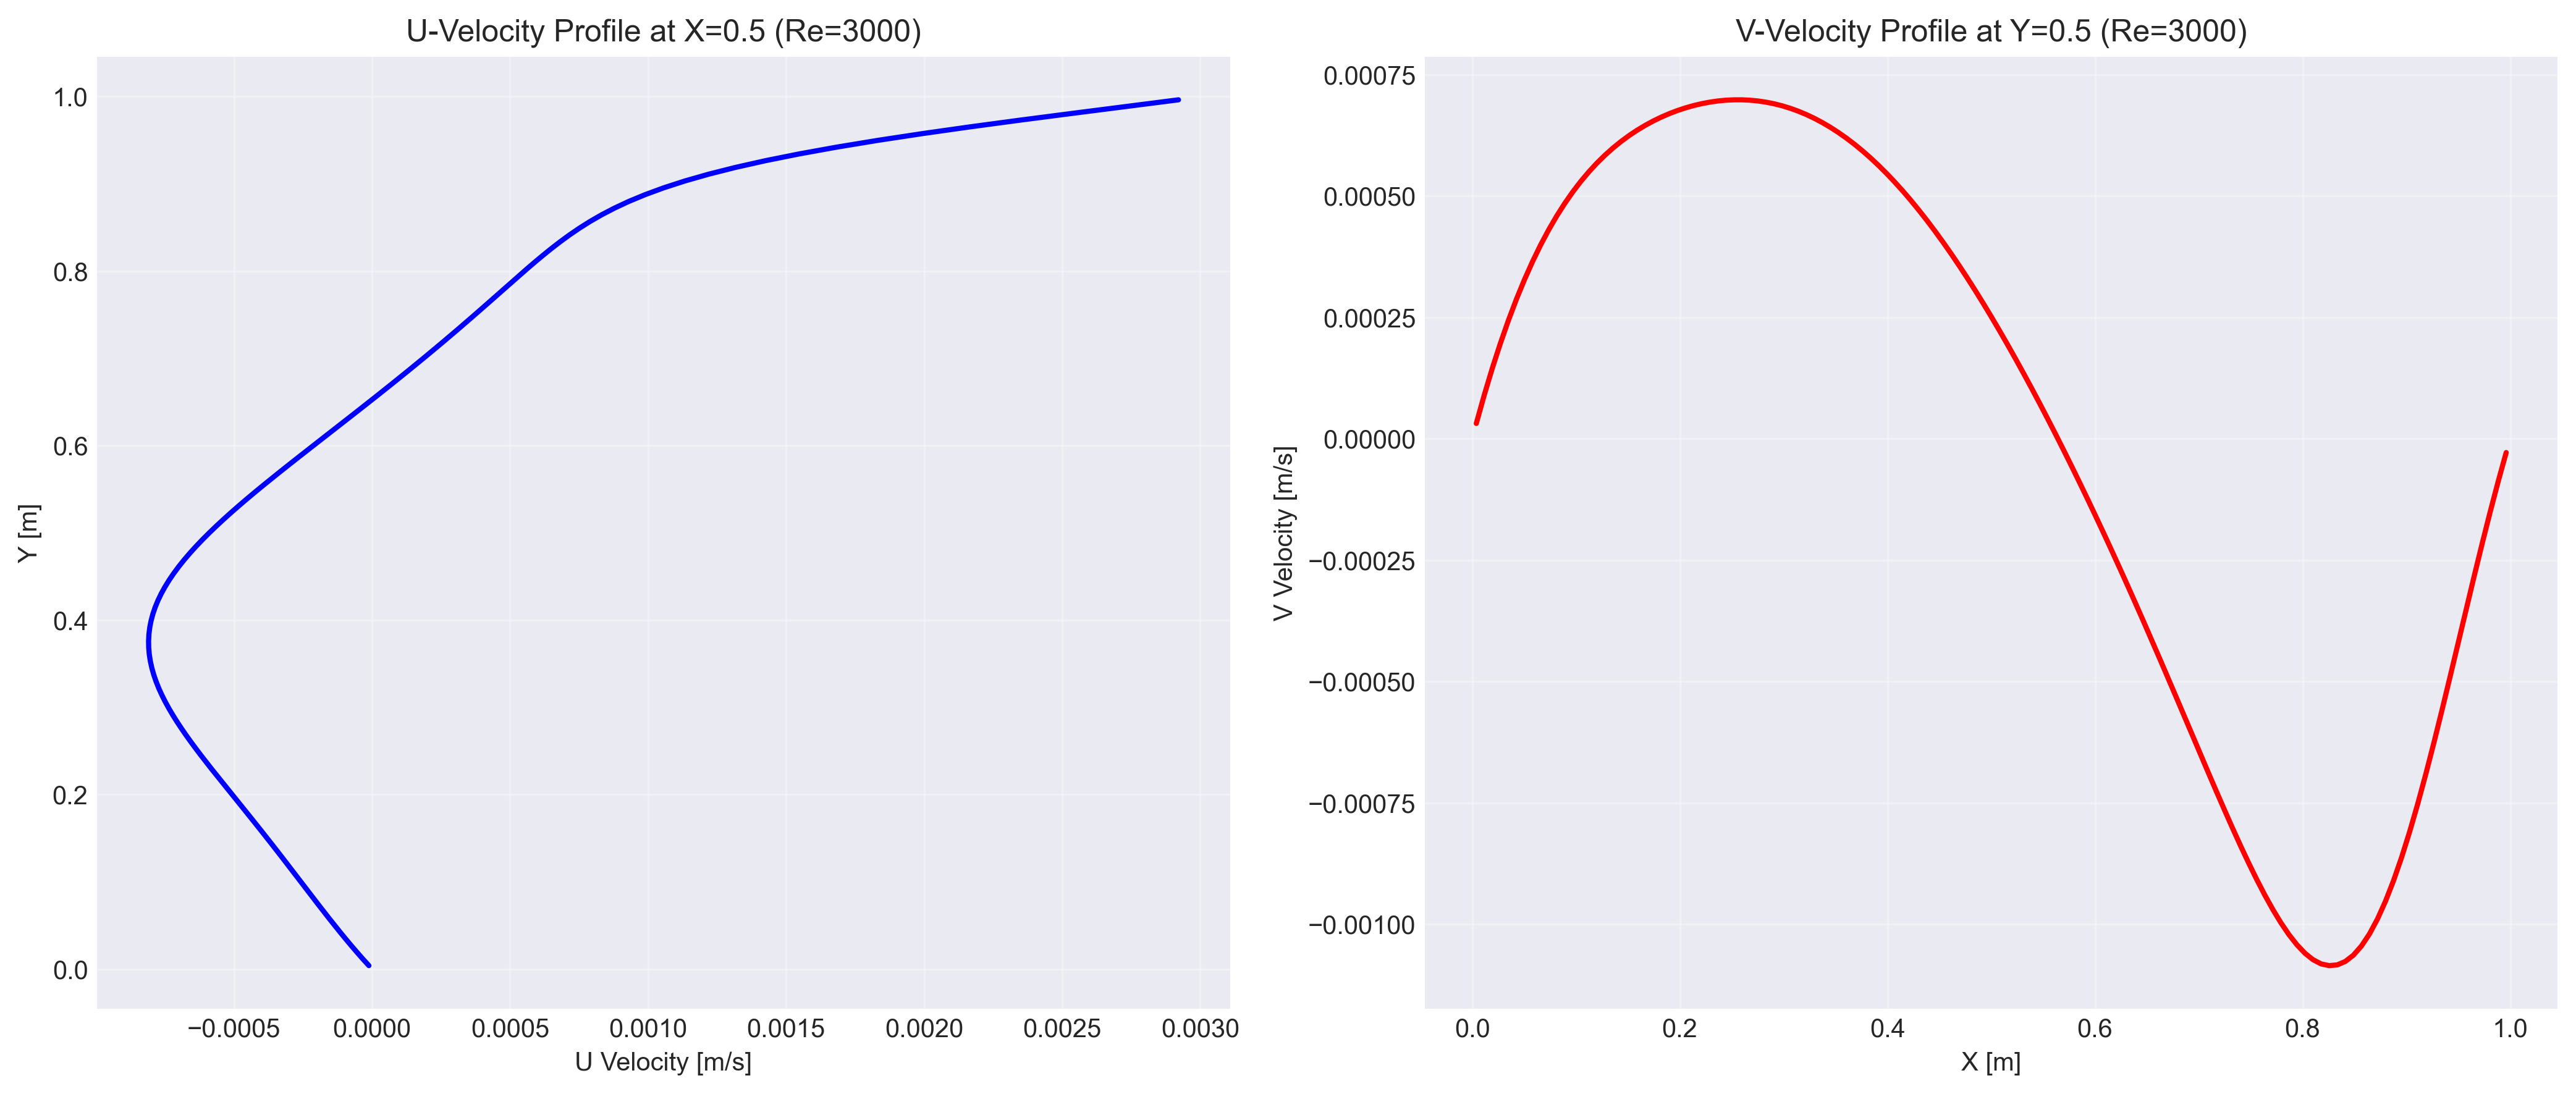 U-Velocity Profile at X=0.5 (Re=3000)
1.0
0.8
0.6
0.4
0.2
0.0
Y [m]
−0.0005 0.0000 0.0005 0.0010 0.0015 0.0020 0.0025 0.0030
U Velocity [m/s]
V-Velocity Profile at Y=0.5 (Re=3000)
0.00075
0.00050
0.00025
0.00000
−0.00025
−0.00050
−0.00075
−0.00100
V Velocity [m/s]
0.0 0.2 0.4 0.6 0.8 1.0
X [m]